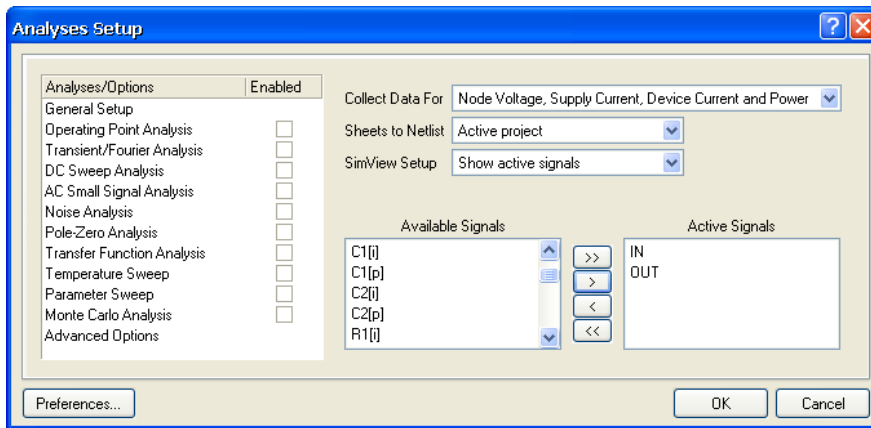 Analyses Setup
Analyses/Options Enabled
General Setup
Operating Point Analysis
Transient/Fourier Analysis
DC Sweep Analysis
AC Small Signal Analysis
Noise Analysis
Pole-Zero Analysis
Transfer Function Analysis
Temperature Sweep
Parameter Sweep
Monte Carlo Analysis
Advanced Options
Collect Data For Node Voltage, Supply Current, Device Current and Power
Sheets to Netlist Active project
SimView Setup Show active signals
Available Signals
C1[i]
C1[p]
C2[i]
C2[p]
R1[i]
>>
>
<
<<
Active Signals
IN
OUT
Preferences...
OK
Cancel